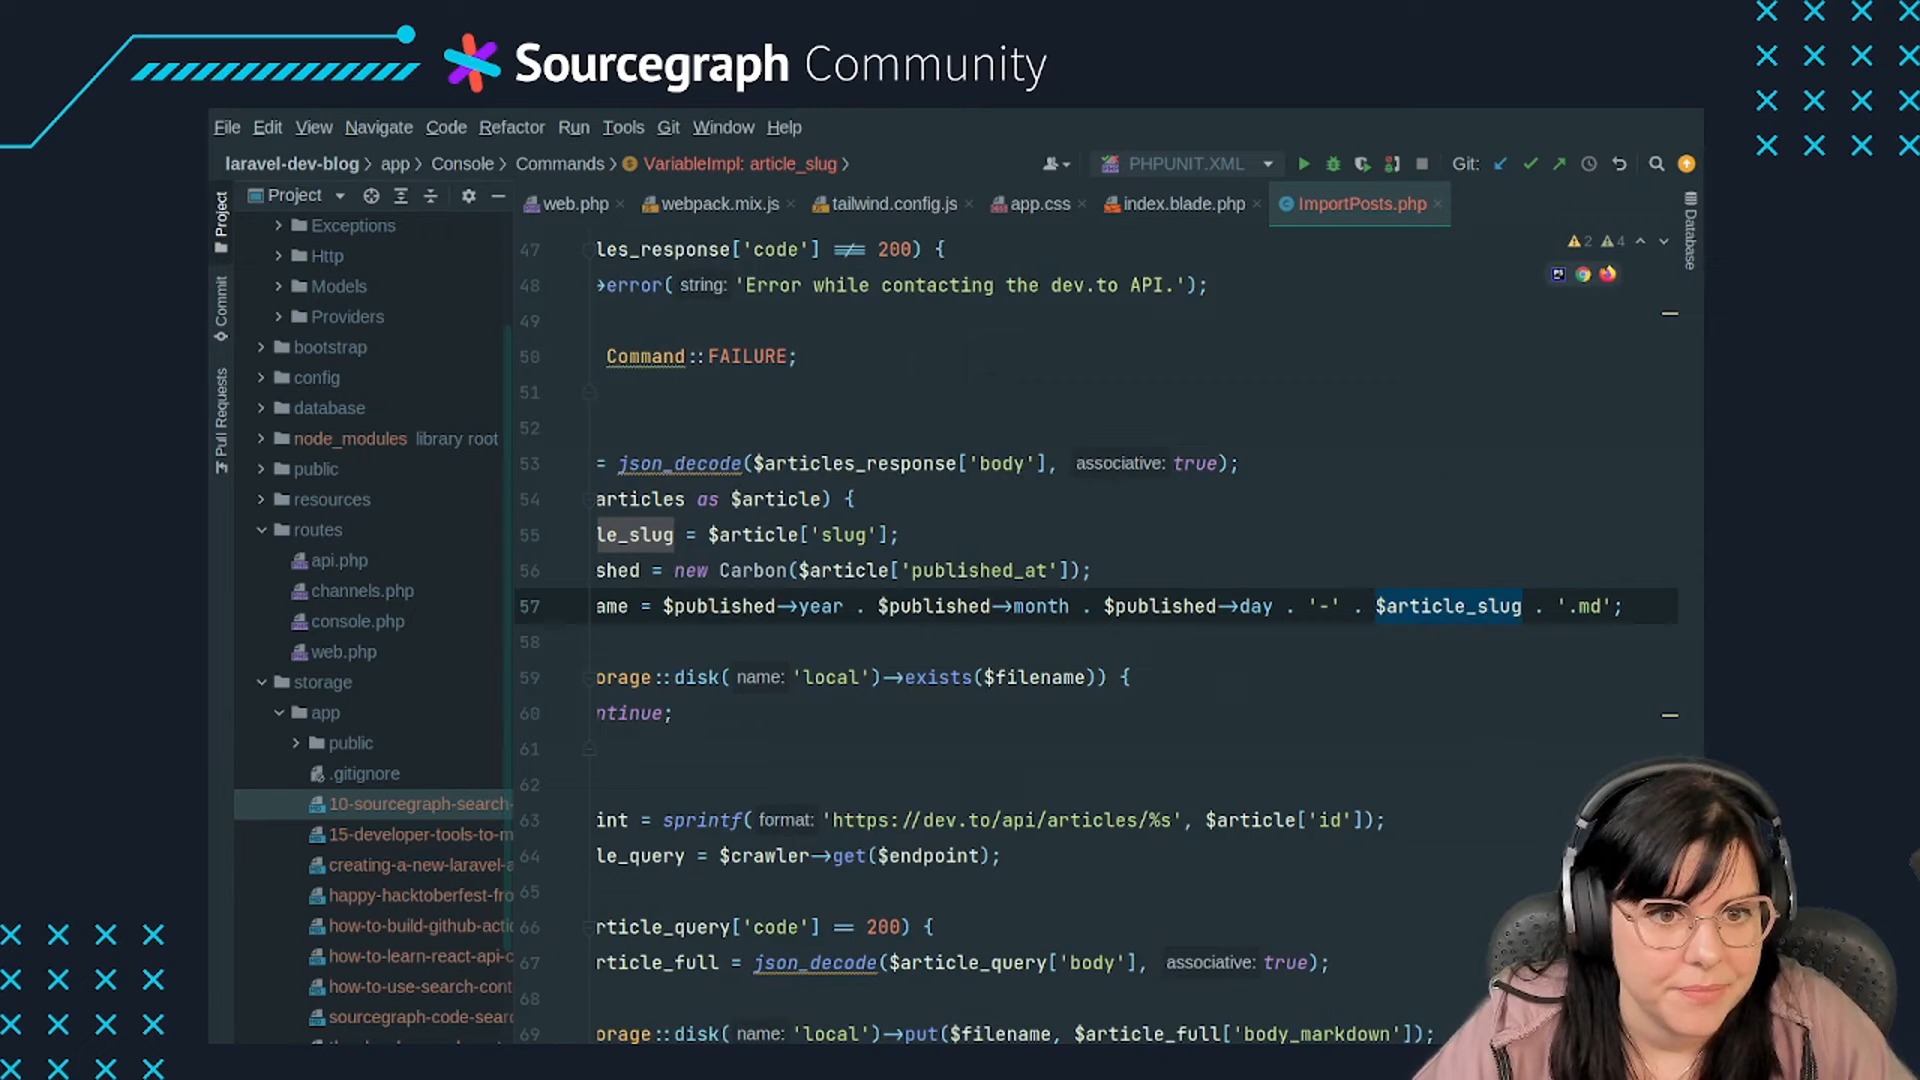 Sourcegraph Community
File Edit View Navigate Code Refactor Run Tools Git Window Help
laravel-dev-blog app Console Commands VariableImpl: article_slug PHPUNIT.XML Git:
Project
web.php webpack.mix.js tailwind.config.js app.css index.blade.php ImportPosts.php
Project
Commit
Pull Requests
Database
2 4
Exceptions
Http
Models
Providers
bootstrap
config
database
node_modules library root
public
resources
routes
api.php
channels.php
console.php
web.php
storage
app
public
.gitignore
10-sourcegraph-search-
15-developer-tools-to-m
creating-a-new-laravel-a
happy-hacktoberfest-fro
how-to-build-github-actio
how-to-learn-react-api-c
how-to-use-search-cont
sourcegraph-code-sear
47 les_response['code'] !== 200) {
48 ->error( string: 'Error while contacting the dev.to API.');
49
50 Command::FAILURE;
51
52
53 = json_decode($articles_response['body'], associative: true);
54 articles as $article) {
55 le_slug = $article['slug'];
56 shed = new Carbon($article['published_at']);
57 ame = $published->year . $published->month . $published->day . '-' . $article_slug . '.md';
58
59 orage::disk( name: 'local')->exists($filename)) {
60 ntinue;
61
62
63 int = sprintf( format: 'https://dev.to/api/articles/%s', $article['id']);
64 le_query = $crawler->get($endpoint);
65
66 rticle_query['code'] == 200) {
67 rticle_full = json_decode($article_query['body'], associative: true);
68
69 orage::disk( name: 'local')->put($filename, $article_full['body_markdown']);